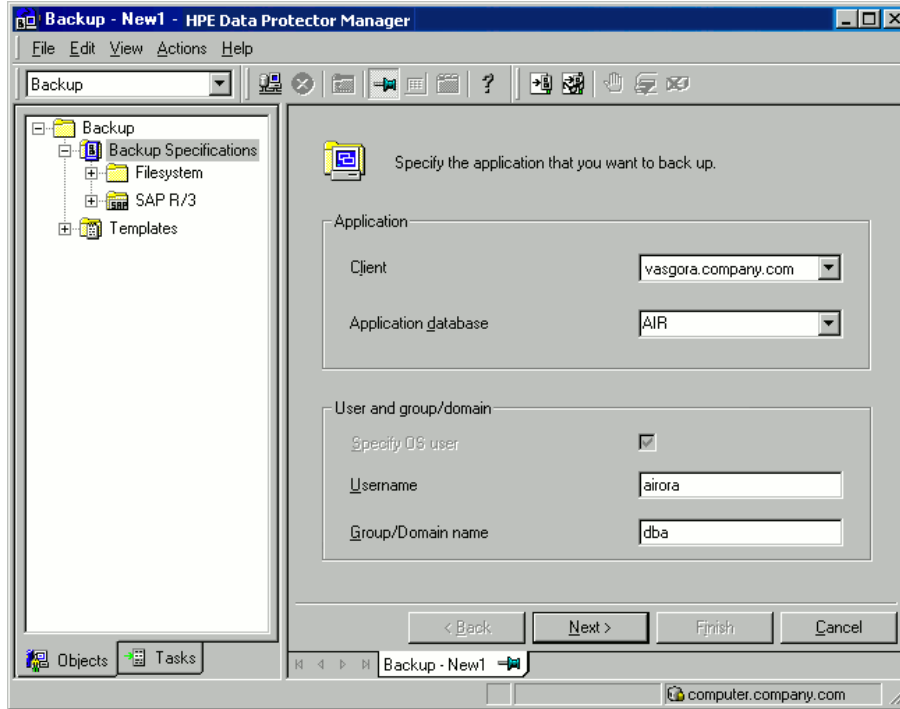 Backup - New1 - HPE Data Protector Manager
File Edit View Actions Help
Backup
?
Backup
Backup Specifications
Filesystem
SAP R/3
Templates
Specify the application that you want to back up.
Application
Client
vasgora.company.com
Application database
AIR
User and group/domain
Specify OS user
Username
airora
Group/Domain name
dba
< Back
Next >
Finish
Cancel
Objects
Tasks
Backup - New1
computer.company.com